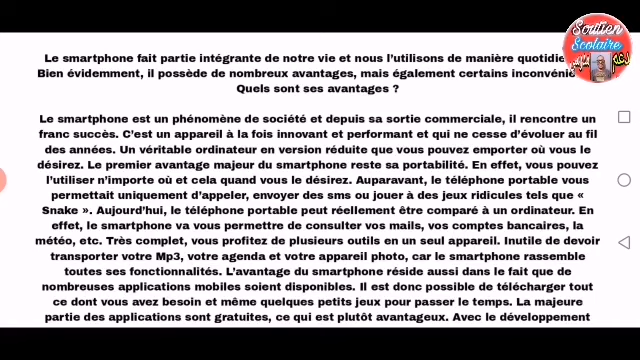 Soutien
Scolaire
Le smartphone fait partie intégrante de notre vie et nous l'utilisons de manière
Bien évidemment, il possède de nombreux avantages, mais également certains
Quels sont ses avantages ?
Le smartphone est un phénomène de société et depuis sa sortie commerciale, il rencontre un
franc succès. C'est un appareil à la fois innovant et performant et qui ne cesse d'évoluer au fil
des années. Un véritable ordinateur en version réduite que vous pouvez emporter où vous le
désirez. Le premier avantage majeur du smartphone reste sa portabilité. En effet, vous pouvez
l'utiliser n'importe où et cela quand vous le désirez. Auparavant, le téléphone portable vous
permettait uniquement d'appeler, envoyer des sms ou jouer à des jeux ridicules tels que «
Snake ». Aujourd'hui, le téléphone portable peut réellement être comparé à un ordinateur. En
effet, le smartphone va vous permettre de consulter vos mails, vos comptes bancaires, la
météo, etc. Très complet, vous profitez de plusieurs outils en un seul appareil. Inutile de devoir
transporter votre Mp3, votre agenda et votre appareil photo, car le smartphone rassemble
toutes ses fonctionnalités. L'avantage du smartphone réside aussi dans le fait que de
nombreuses applications mobiles soient disponibles. Il est donc possible de télécharger tout
ce dont vous avez besoin et même quelques petits jeux pour passer le temps. La majeure
partie des applications sont gratuites, ce qui est plutôt avantageux. Avec le développement